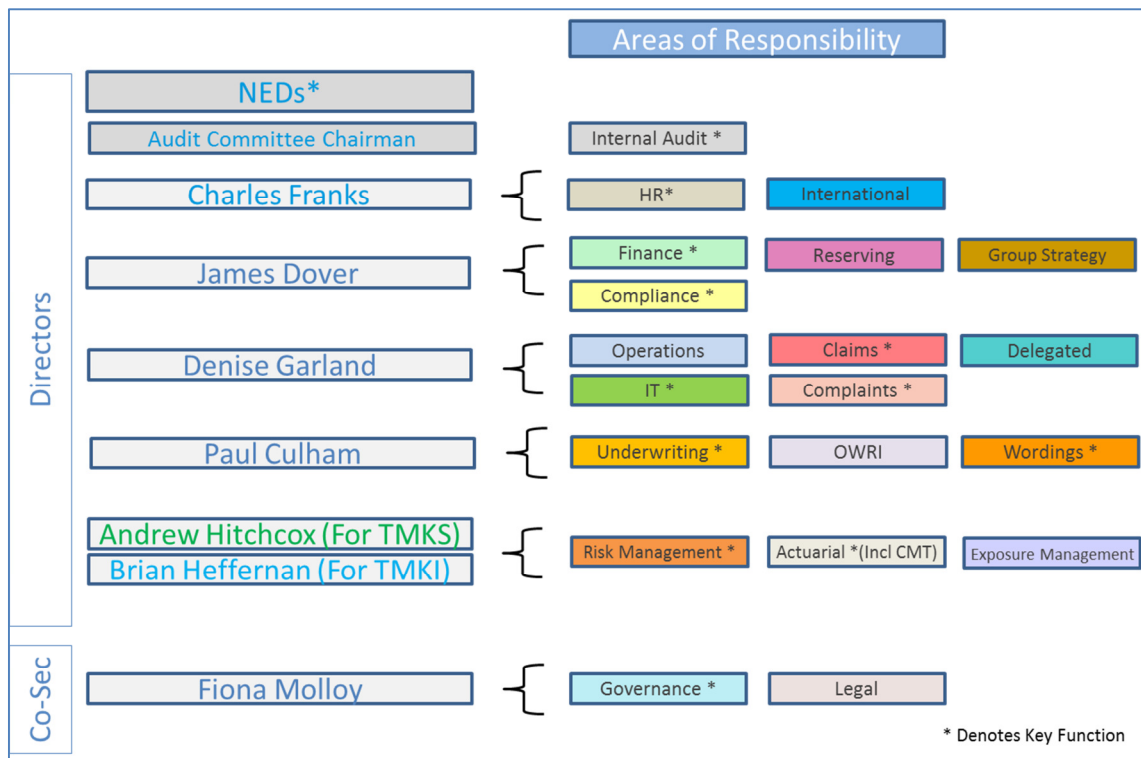 Areas of Responsibility
Directors
NEDs*
Audit Committee Chairman
Internal Audit *
Charles Franks
HR*
International
James Dover
Finance *
Reserving
Group Strategy
Compliance *
Denise Garland
Operations
Claims *
Delegated
IT *
Complaints *
Paul Culham
Underwriting *
OWRI
Wordings *
Andrew Hitchcox (For TMKS)
Brian Heffernan (For TMKI)
Risk Management *
Actuarial *(Incl CMT)
Exposure Management
Co-Sec
Fiona Molloy
Governance *
Legal
* Denotes Key Function